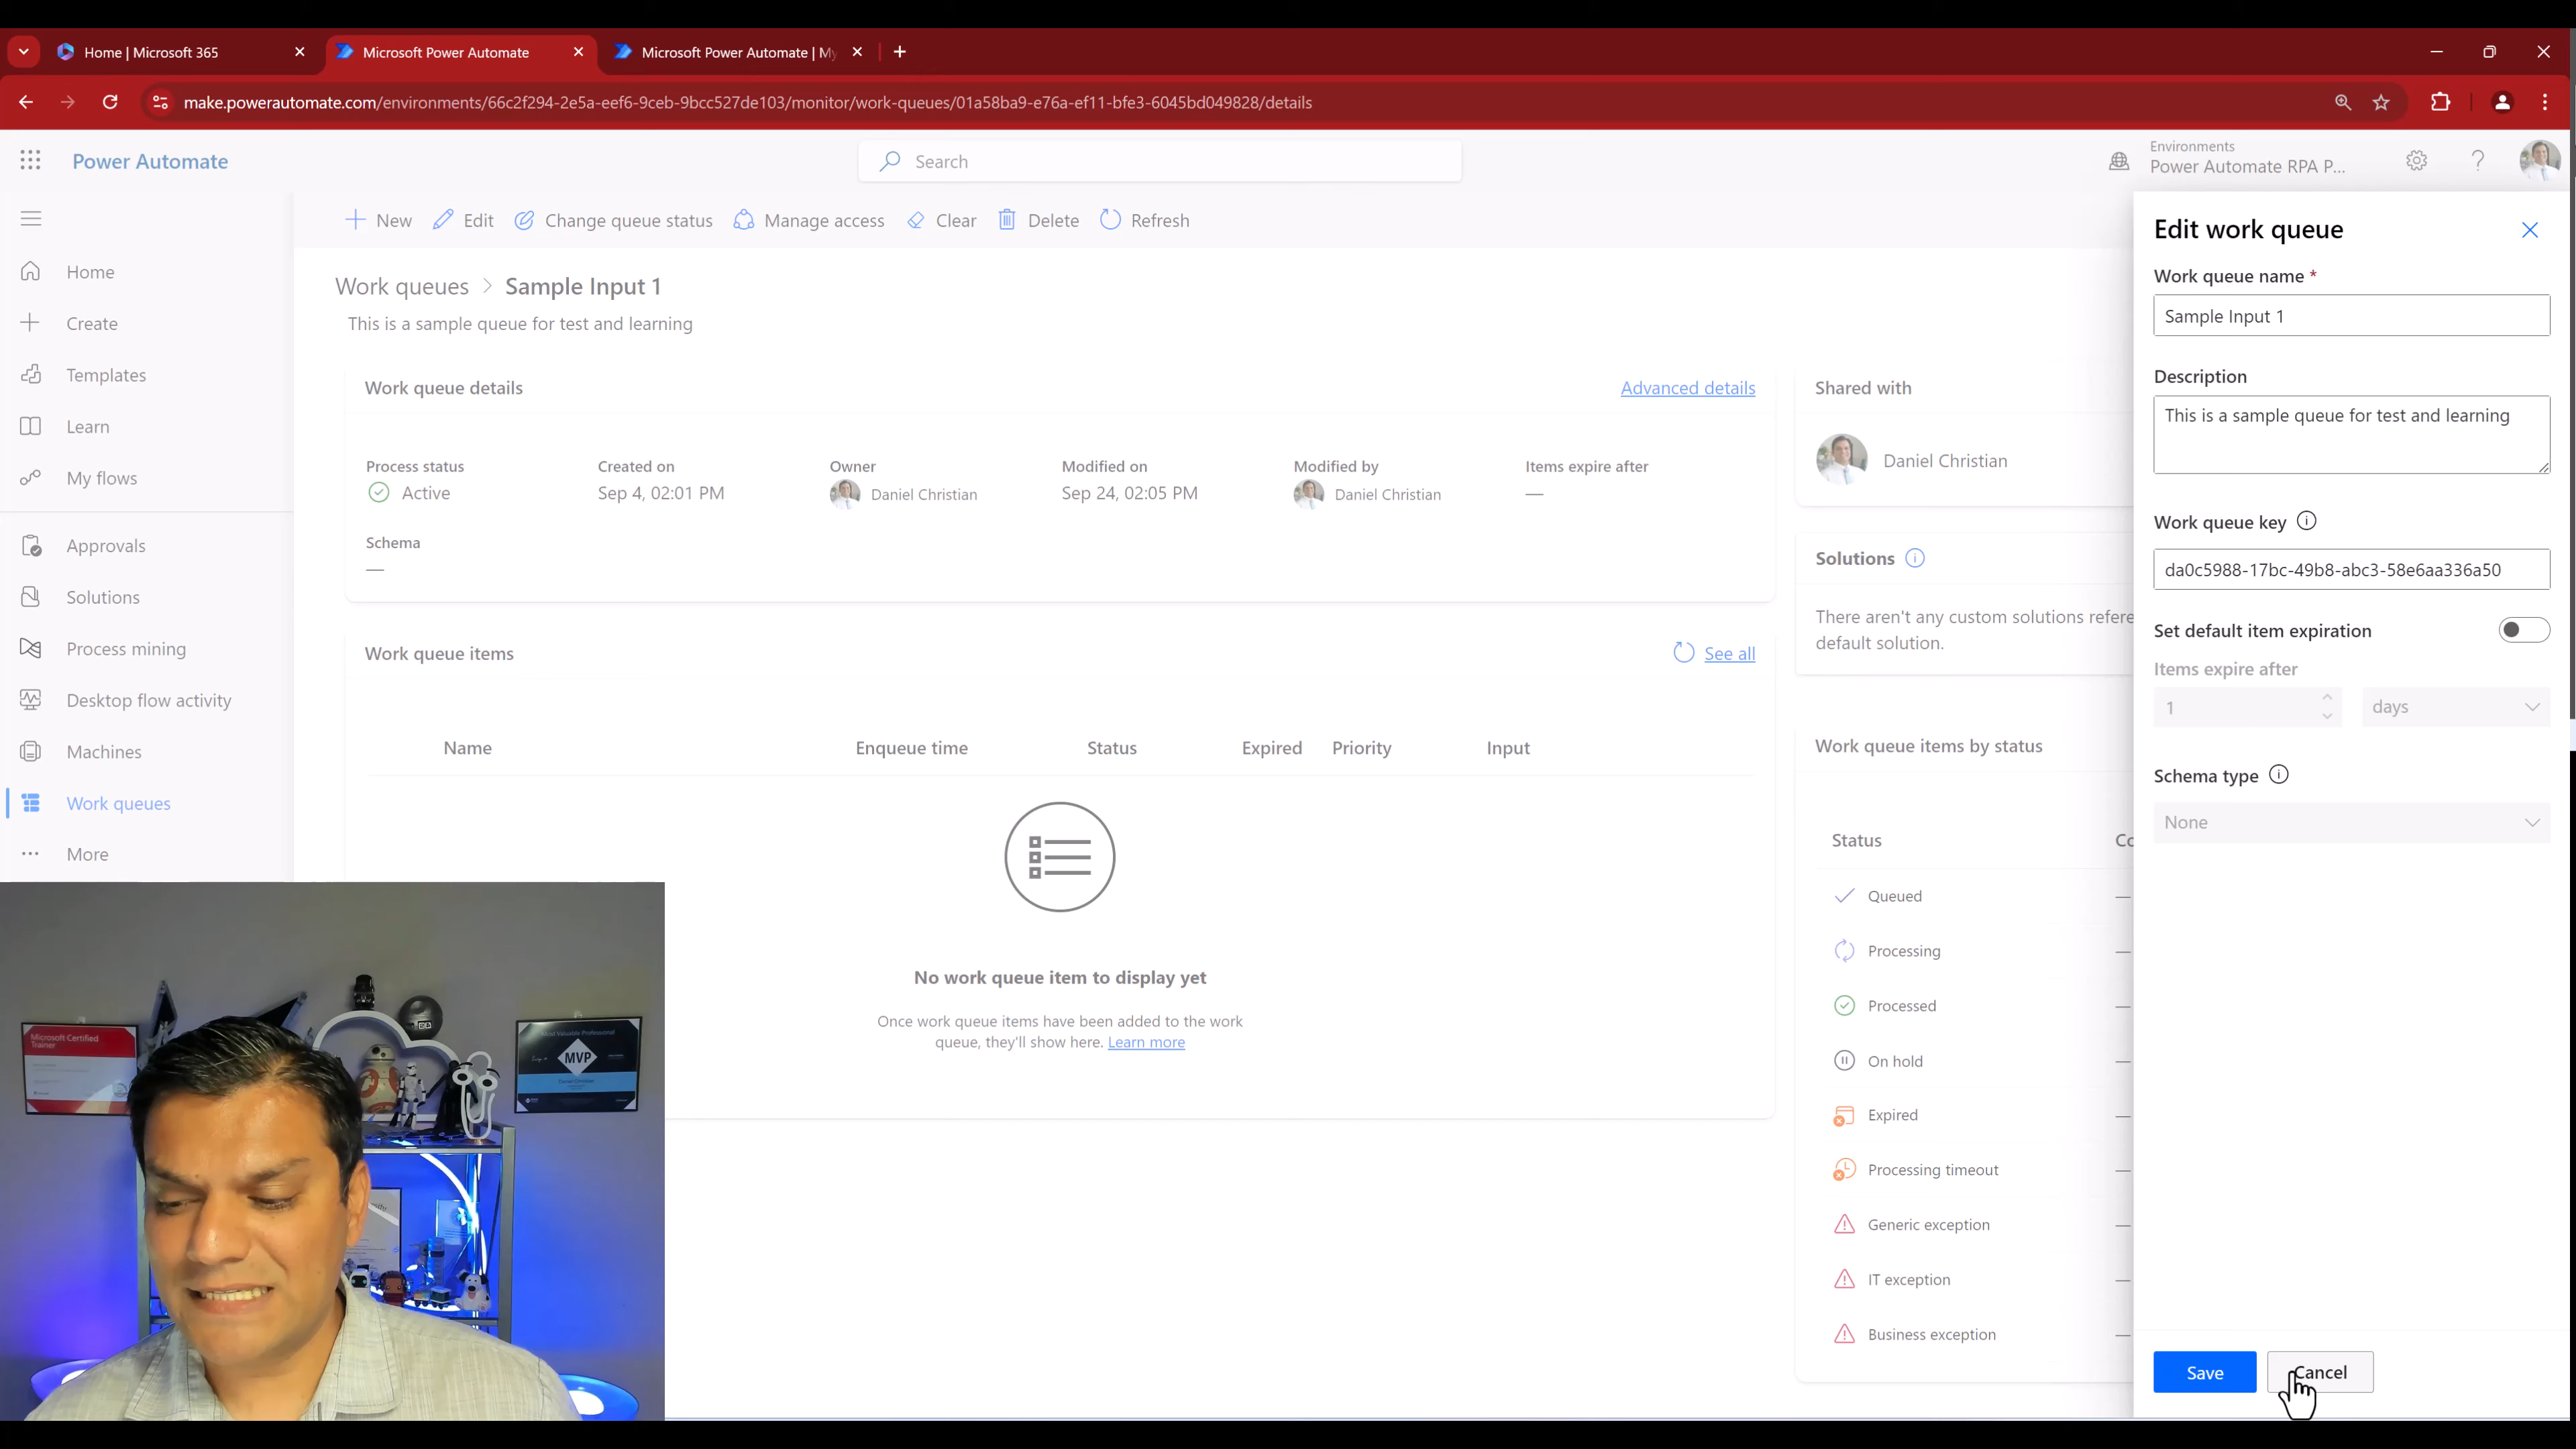 Home | Microsoft 365
Microsoft Power Automate
Microsoft Power Automate | My
make.powerautomate.com/environments/66c2f294-2e5a-eef6-9ceb-9bcc527de103/monitor/work-queues/01a58ba9-e76a-ef11-bfe3-6045bd049828/details
Power Automate
Search
Environments
Power Automate RPA P...
New
Edit
Change queue status
Manage access
Clear
Delete
Refresh
Home
Create
Templates
Learn
My flows
Approvals
Solutions
Process mining
Desktop flow activity
Machines
Work queues
More
Work queues > Sample Input 1
This is a sample queue for test and learning
Work queue details
Advanced details
Process status
Active
Created on
Sep 4, 02:01 PM
Owner
Daniel Christian
Modified on
Sep 24, 02:05 PM
Modified by
Daniel Christian
Items expire after
—
Schema
—
Work queue items
See all
Name
Enqueue time
Status
Expired
Priority
Input
No work queue item to display yet
Once work queue items have been added to the work
queue, they'll show here. Learn more
Shared with
Daniel Christian
Solutions
There aren't any custom solutions refere
default solution.
Work queue items by status
Status
Co
Queued —
Processing —
Processed —
On hold —
Expired —
Processing timeout —
Generic exception —
IT exception —
Business exception —
Edit work queue
Work queue name *
Sample Input 1
Description
This is a sample queue for test and learning
Work queue key
da0c5988-17bc-49b8-abc3-58e6aa336a50
Set default item expiration
Items expire after
1
days
Schema type
None
Save
Cancel
Microsoft Certified
Trainer
Most Valuable Professional
MVP